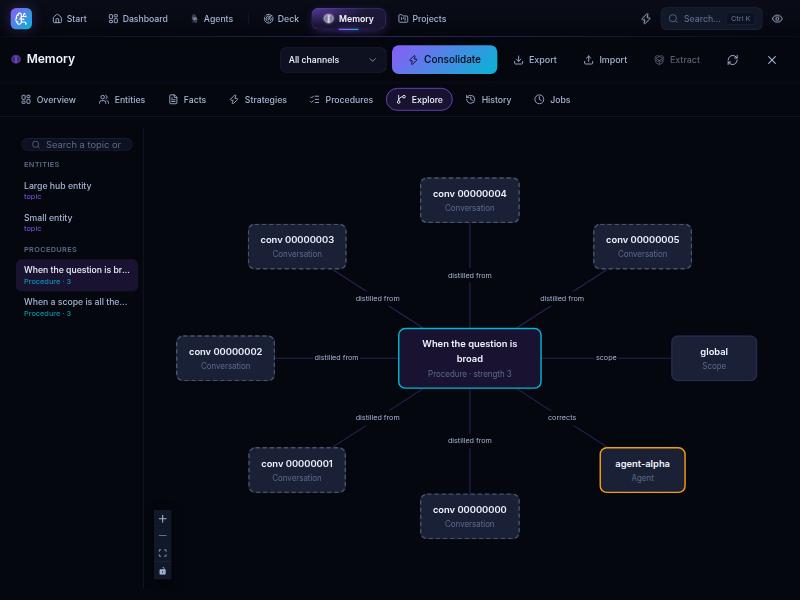 Start
Dashboard
Agents
Deck
Memory
Projects
Search...
Ctrl K
Memory
All channels
Consolidate
Export
Import
Extract
Overview
Entities
Facts
Strategies
Procedures
Explore
History
Jobs
Search a topic or
ENTITIES
Large hub entity
topic
Small entity
topic
PROCEDURES
When the question is br...
Procedure · 3
When a scope is all the...
Procedure · 3
conv 00000004
Conversation
conv 00000003
Conversation
conv 00000005
Conversation
distilled from
distilled from
distilled from
When the question is
broad
Procedure · strength 3
conv 00000002
Conversation
distilled from
scope
global
Scope
distilled from
corrects
distilled from
conv 00000001
Conversation
agent-alpha
Agent
conv 00000000
Conversation